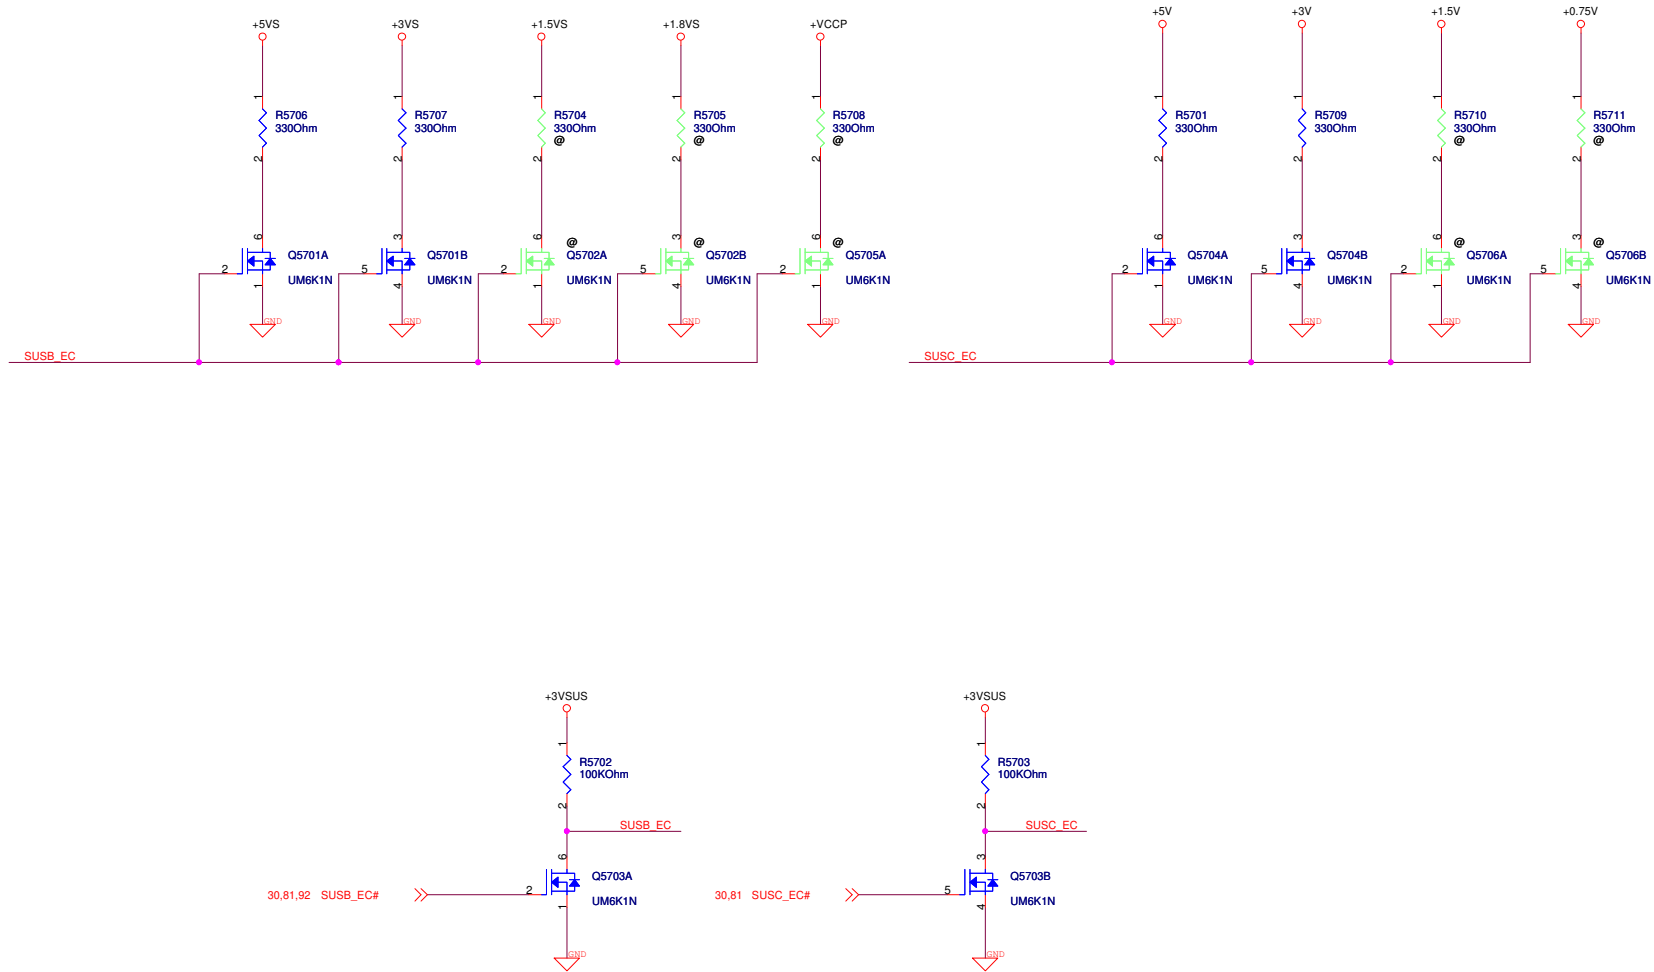 +5VS
+3VS
+1.5VS
+1.8VS
+VCCP
+5V
+3V
+1.5V
+0.75V
1
1
1
1
1
1
1
1
1
R5706
330Ohm
R5707
330Ohm
R5704
330Ohm
@
R5705
330Ohm
@
R5708
330Ohm
@
R5701
330Ohm
R5709
330Ohm
R5710
330Ohm
@
R5711
330Ohm
@
2
2
2
2
2
2
2
2
2
6
2
Q5701A
UM6K1N
1
GND
3
5
Q5701B
UM6K1N
4
GND
6
2
@
Q5702A
UM6K1N
1
GND
3
5
@
Q5702B
UM6K1N
4
GND
6
2
@
Q5705A
UM6K1N
1
GND
6
2
Q5704A
UM6K1N
1
GND
3
5
Q5704B
UM6K1N
4
GND
6
2
@
Q5706A
UM6K1N
1
GND
3
5
@
Q5706B
UM6K1N
4
GND
SUSB_EC
SUSC_EC
+3VSUS
1
R5702
100KOhm
2
SUSB_EC
6
Q5703A
30,81,92 SUSB_EC#
2
UM6K1N
1
GND
+3VSUS
1
R5703
100KOhm
2
SUSC_EC
3
Q5703B
30,81 SUSC_EC#
5
UM6K1N
4
GND